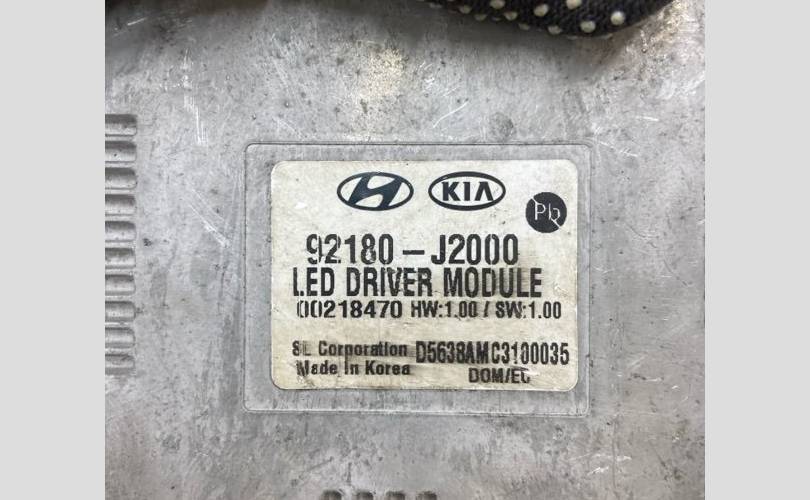 KIA
Pb
92180-J2000
LED DRIVER MODULE
00218470 HW:1.00 / SW:1.00
SL Corporation D5638AMC3100035
Made In Korea DOM/EC